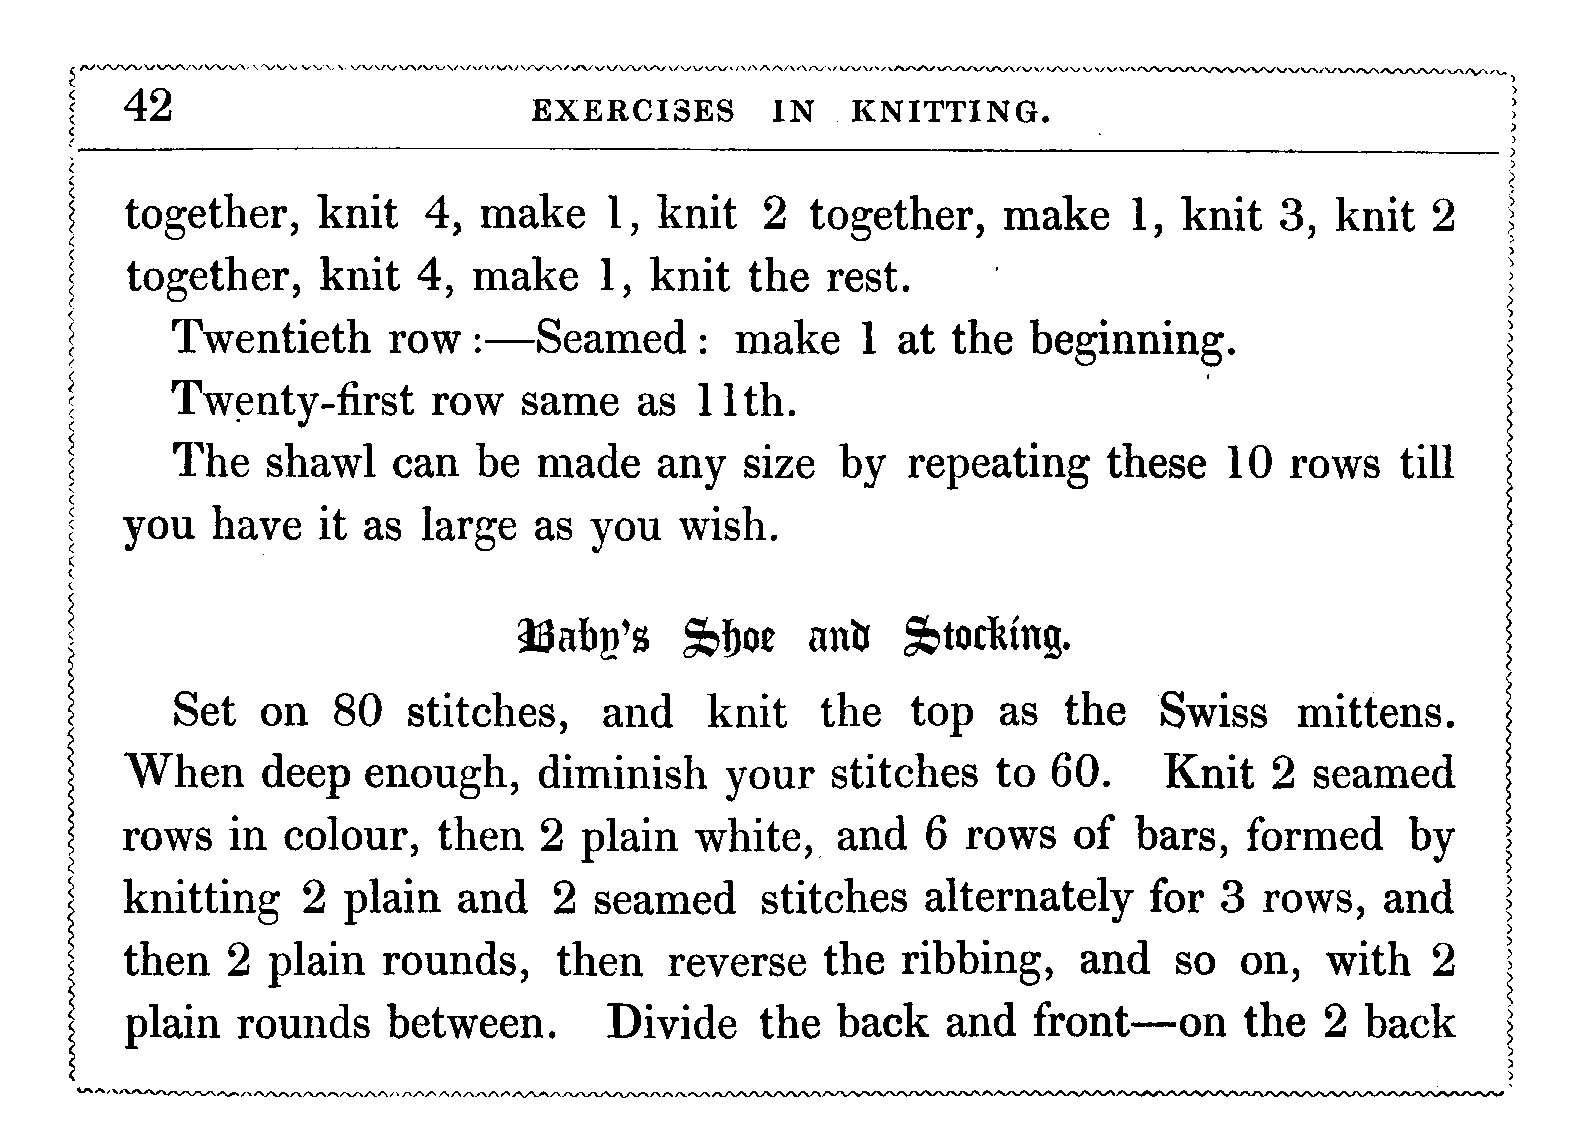 42 EXERCISES IN KNITTING.
together, knit 4, make 1, knit 2 together, make 1, knit 3, knit 2
together, knit 4, make 1, knit the rest.
Twentieth row :—Seamed : make 1 at the beginning.
Twenty-first row same as 11th.
The shawl can be made any size by repeating these 10 rows till
you have it as large as you wish.
Baby's Shoe and Stocking.
Set on 80 stitches, and knit the top as the Swiss mittens.
When deep enough, diminish your stitches to 60. Knit 2 seamed
rows in colour, then 2 plain white, and 6 rows of bars, formed by
knitting 2 plain and 2 seamed stitches alternately for 3 rows, and
then 2 plain rounds, then reverse the ribbing, and so on, with 2
plain rounds between. Divide the back and front—on the 2 back